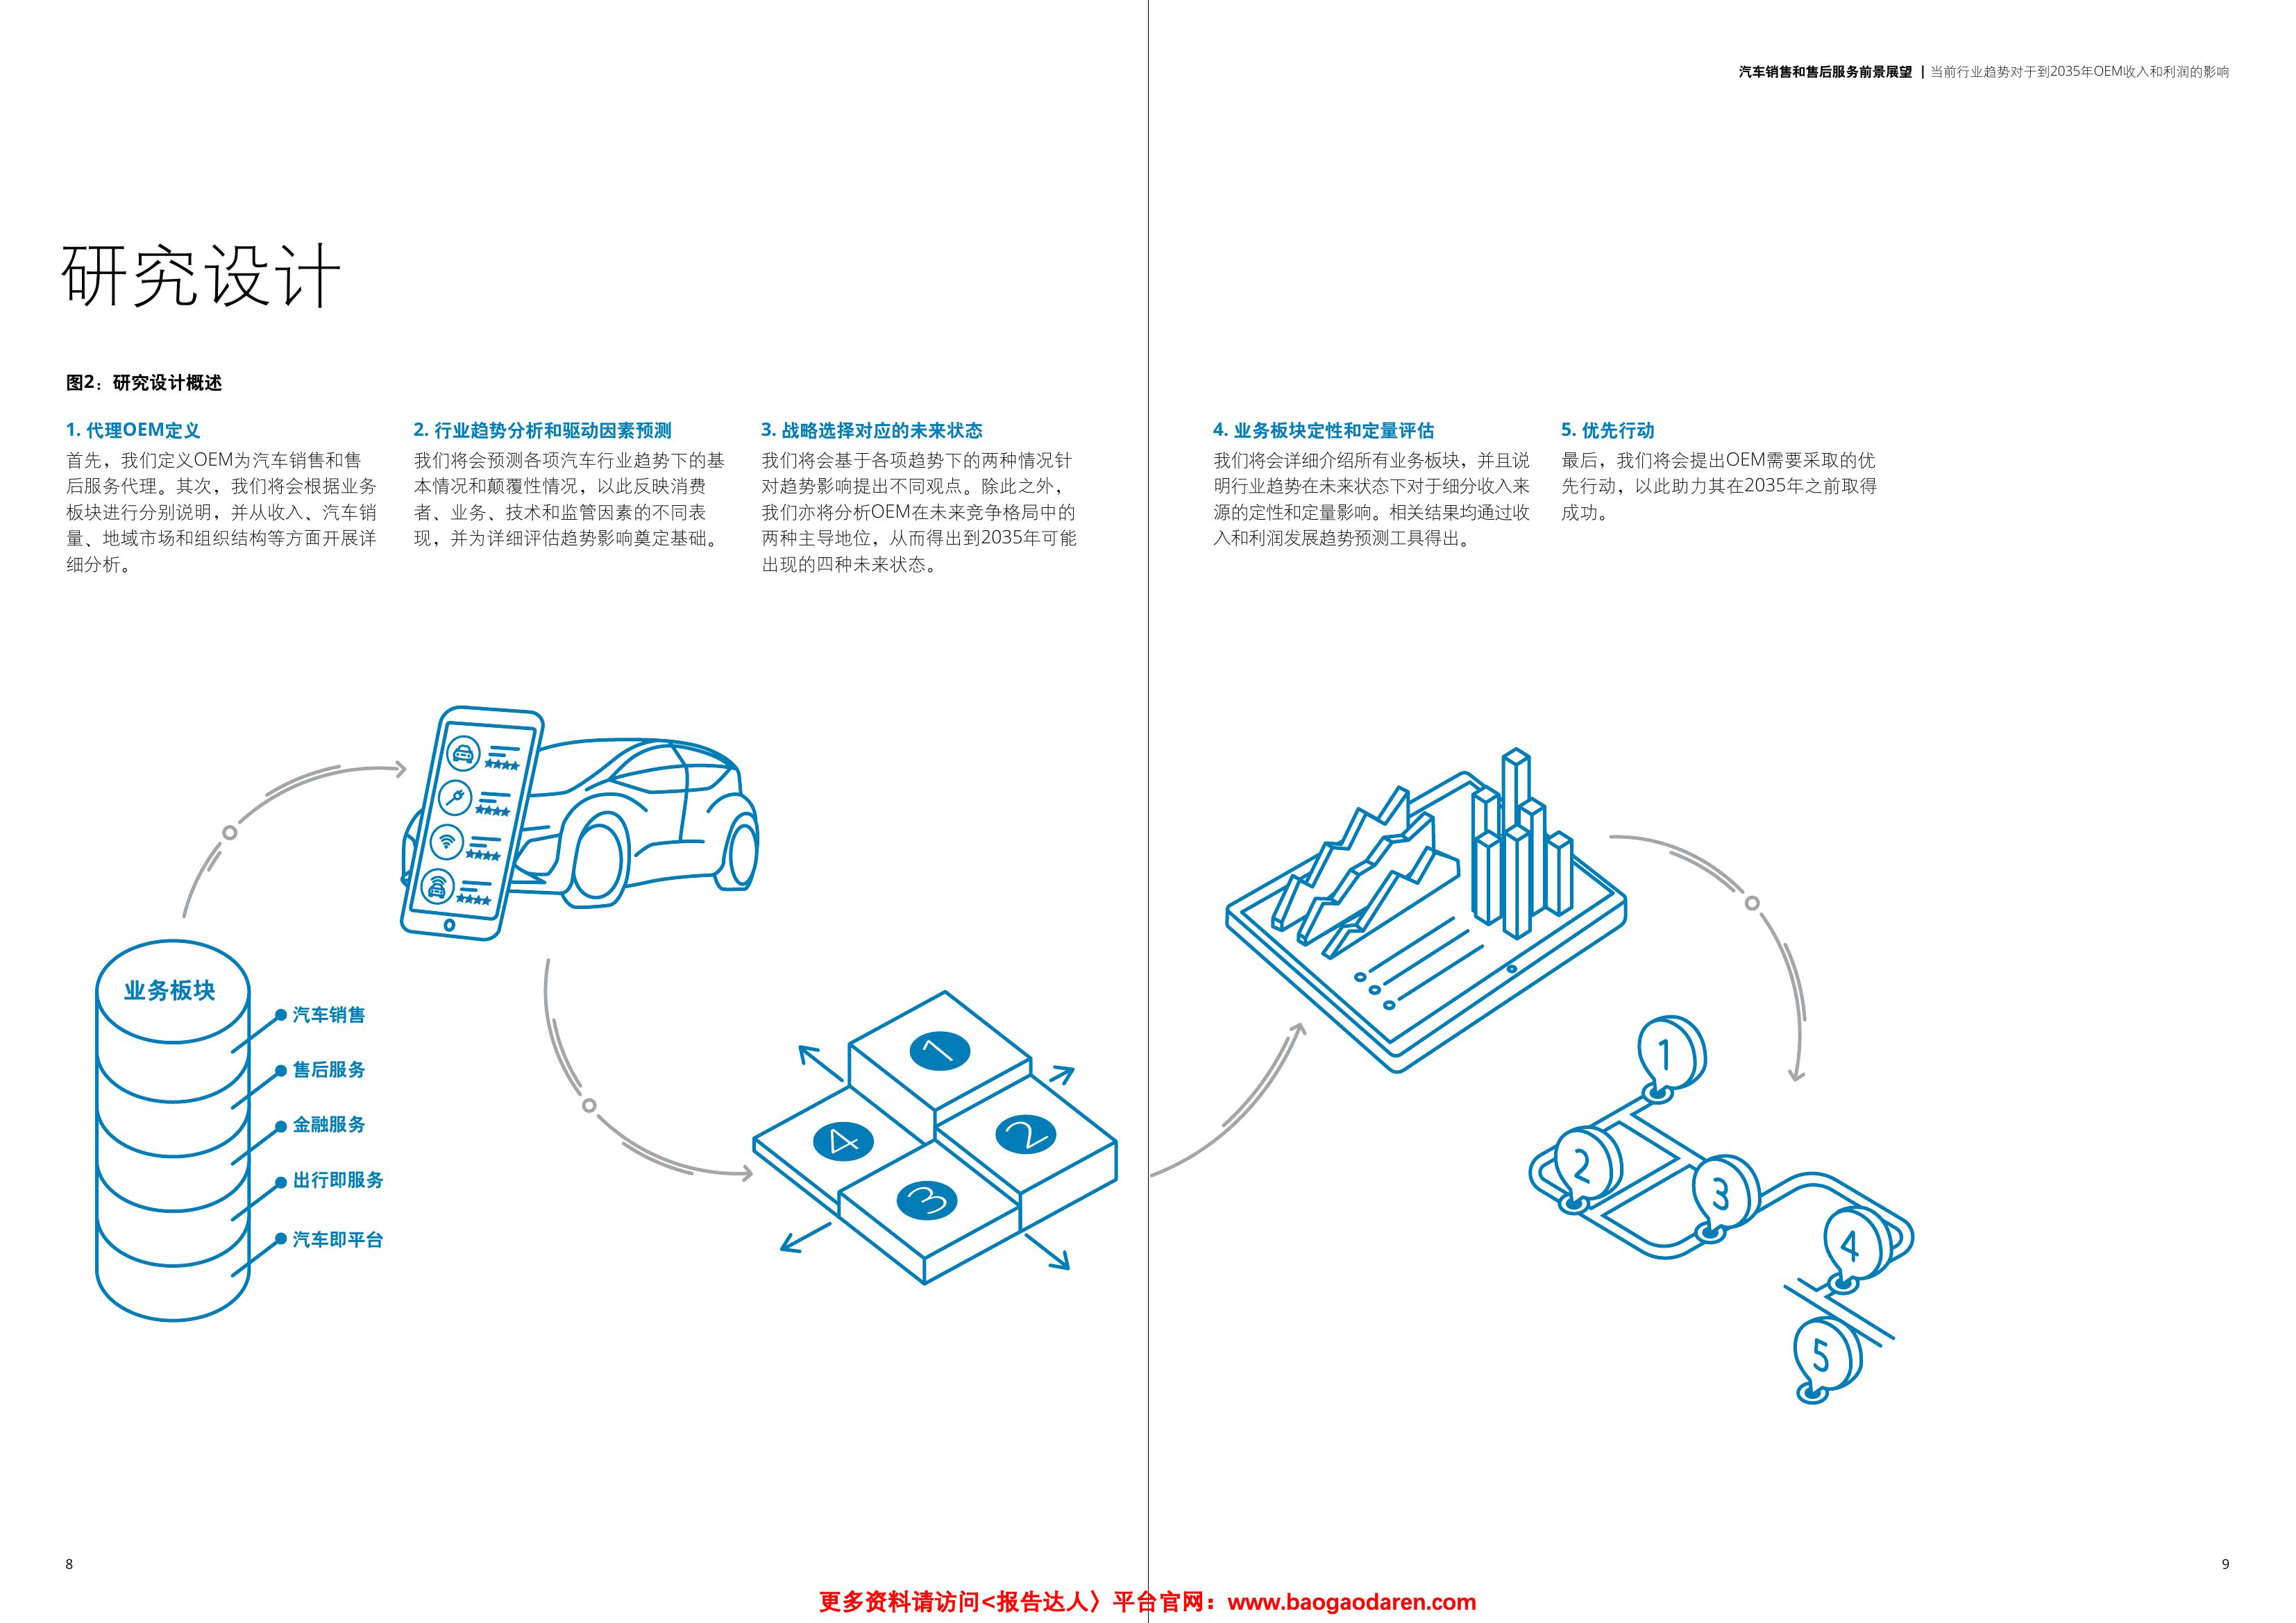 汽车销售和售后服务前景展望 | 当前行业趋势对于到2035年OEM收入和利润的影响
研究设计
图2：研究设计概述
1. 代理OEM定义
首先，我们定义OEM为汽车销售和售
后服务代理。其次，我们将会根据业务
板块进行分别说明，并从收入、汽车销
量、地域市场和组织结构等方面开展详
细分析。
2. 行业趋势分析和驱动因素预测
我们将会预测各项汽车行业趋势下的基
本情况和颠覆性情况，以此反映消费
者、业务、技术和监管因素的不同表
现，并为详细评估趋势影响奠定基础。
3. 战略选择对应的未来状态
我们将会基于各项趋势下的两种情况针
对趋势影响提出不同观点。除此之外，
我们亦将分析OEM在未来竞争格局中的
两种主导地位，从而得出到2035年可能
出现的四种未来状态。
4. 业务板块定性和定量评估
我们将会详细介绍所有业务板块，并且说
明行业趋势在未来状态下对于细分收入来
源的定性和定量影响。相关结果均通过收
入和利润发展趋势预测工具得出。
5. 优先行动
最后，我们将会提出OEM需要采取的优
先行动，以此助力其在2035年之前取得
成功。
业务板块
汽车销售
售后服务
金融服务
出行即服务
汽车即平台
1
2
3
4
1
2
3
4
5
8
9
更多资料请访问<报告达人〉平台官网：www.baogaodaren.com